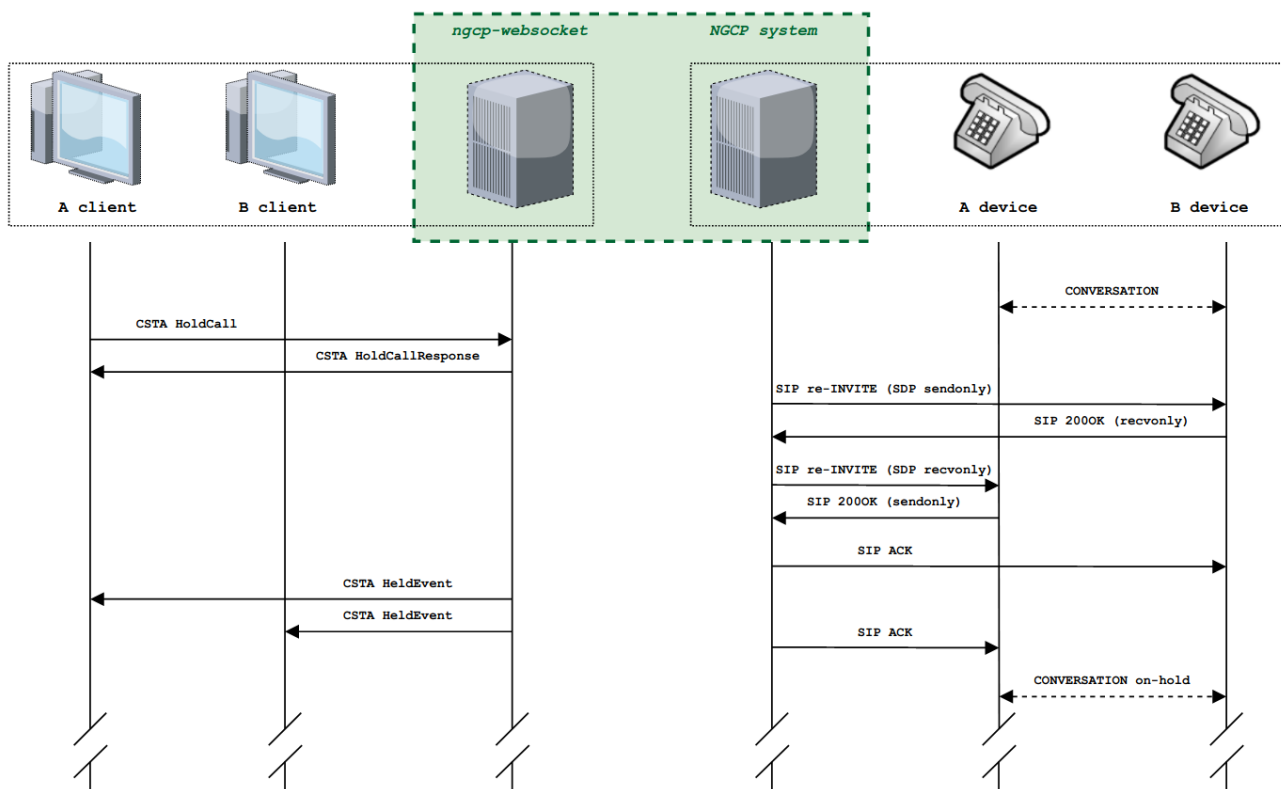 ngcp-websocket
NGCP system
A client
B client
A device
B device
CONVERSATION
CSTA HoldCall
CSTA HoldCallResponse
SIP re-INVITE (SDP sendonly)
SIP 200OK (recvonly)
SIP re-INVITE (SDP recvonly)
SIP 200OK (sendonly)
SIP ACK
CSTA HeldEvent
CSTA HeldEvent
SIP ACK
CONVERSATION on-hold